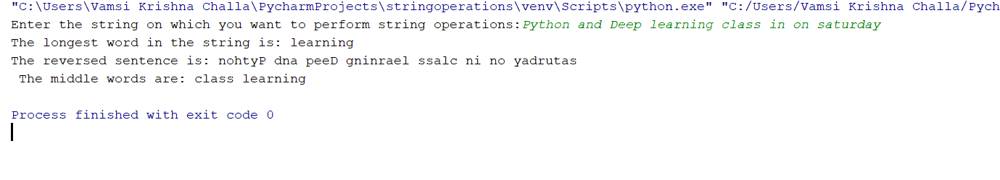 "C:\Users\Vamsi Krishna Challa\PycharmProjects\stringoperations\venv\Scripts\python.exe" "C:/Users/Vamsi Krishna Challa/Pych
Enter the string on which you want to perform string operations:Python and Deep learning class in on saturday
The longest word in the string is: learning
The reversed sentence is: nohtyP dna peeD gninrael ssalc ni no yadrutas
 The middle words are: class learning
Process finished with exit code 0